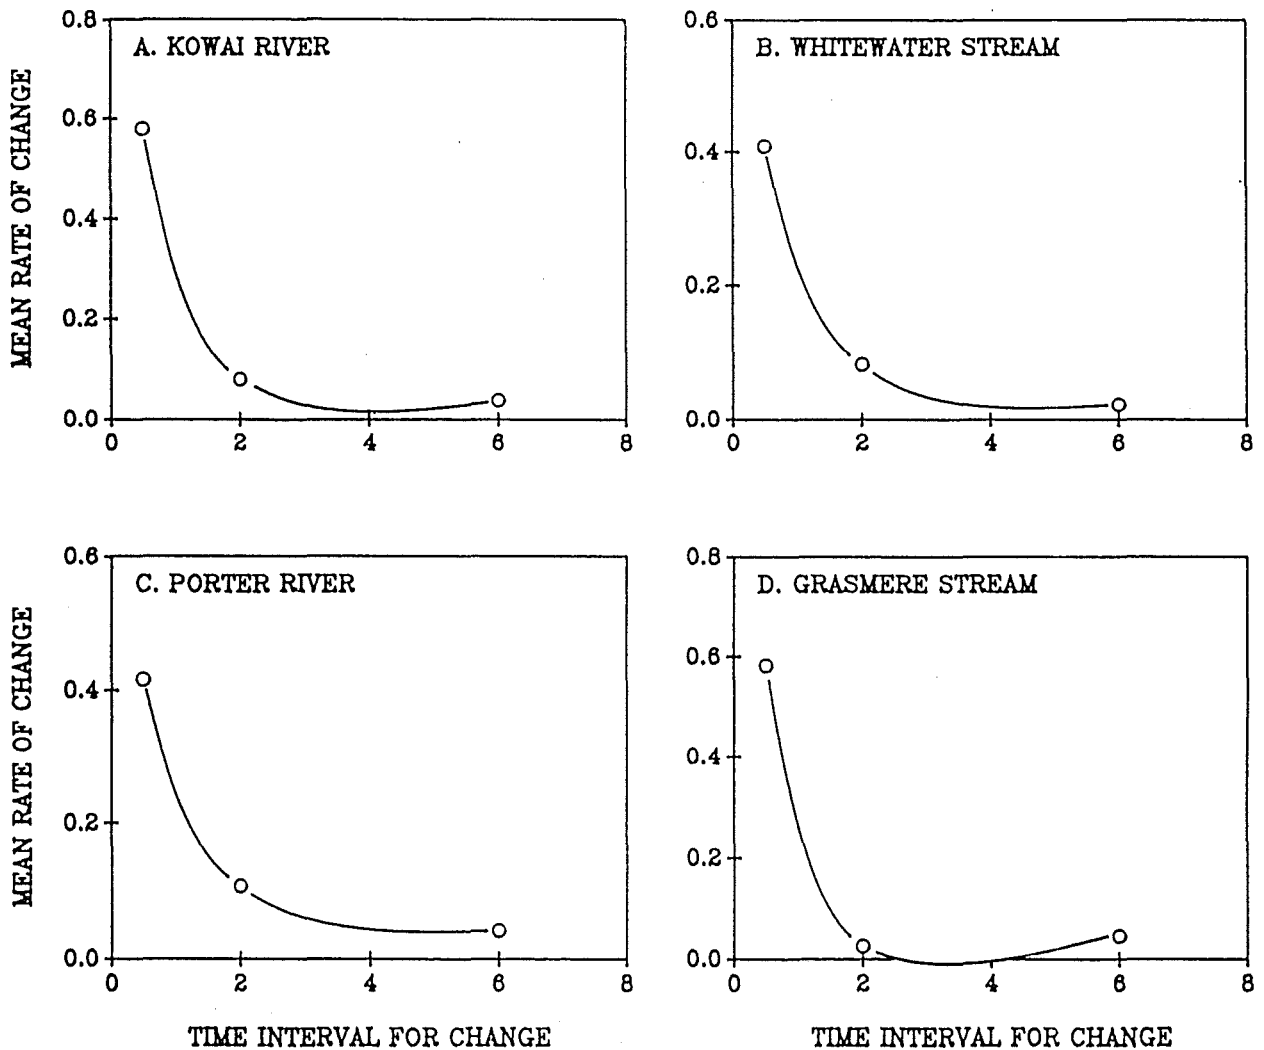 A. KOWAI RIVER
MEAN RATE OF CHANGE
0.8
0.6
0.4
0.2
0.0
0 2 4 6 8
B. WHITEWATER STREAM
0.6
0.4
0.2
0.0
0 2 4 6 8
C. PORTER RIVER
MEAN RATE OF CHANGE
0.6
0.4
0.2
0.0
0 2 4 6 8
TIME INTERVAL FOR CHANGE
D. GRASMERE STREAM
0.8
0.6
0.4
0.2
0.0
0 2 4 6 8
TIME INTERVAL FOR CHANGE